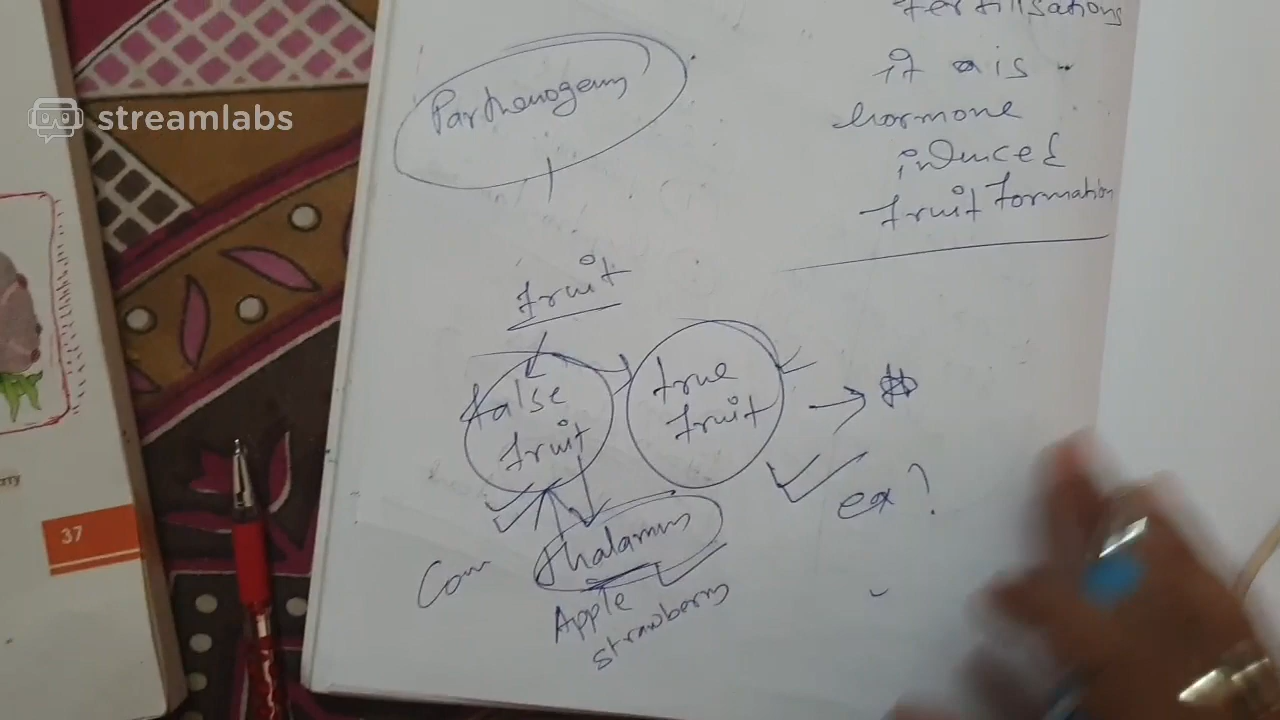 streamlabs
fertilisations
it is
hormone
induced
fruit formation
Parthenogeny
fruit
false
fruit
true
fruit
ex?
Thalamus
Apple
strawberry
rry
37